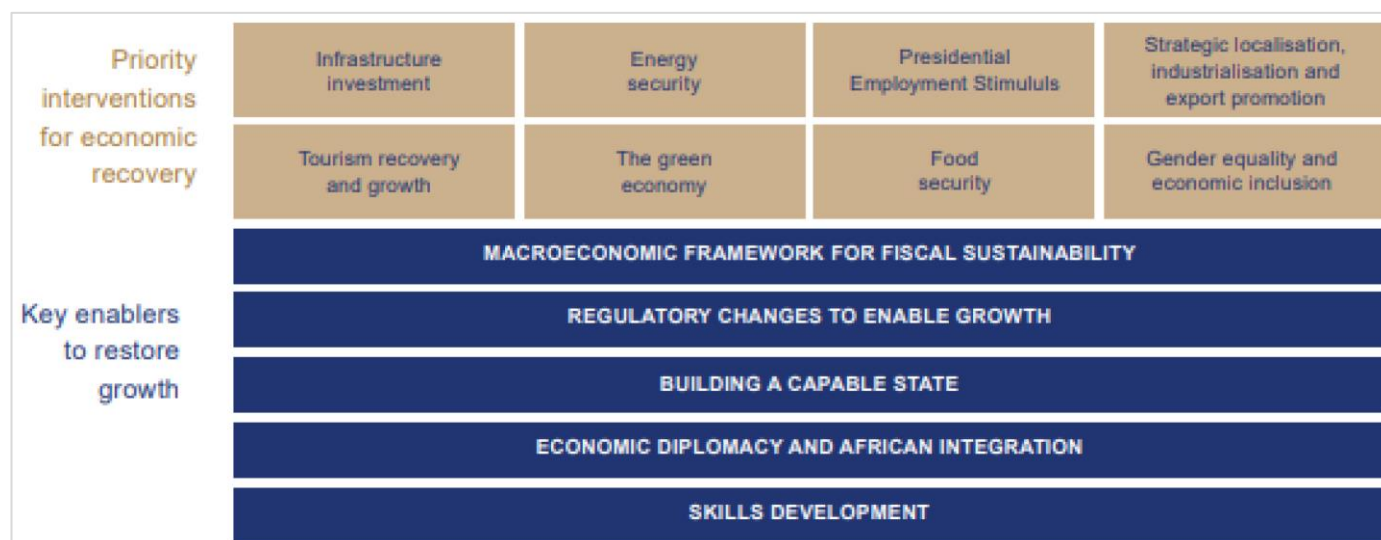 Priority
interventions
for economic
recovery
Infrastructure
investment
Energy
security
Presidential
Employment Stimululs
Strategic localisation,
industrialisation and
export promotion
Tourism recovery
and growth
The green
economy
Food
security
Gender equality and
economic inclusion
Key enablers
to restore
growth
MACROECONOMIC FRAMEWORK FOR FISCAL SUSTAINABILITY
REGULATORY CHANGES TO ENABLE GROWTH
BUILDING A CAPABLE STATE
ECONOMIC DIPLOMACY AND AFRICAN INTEGRATION
SKILLS DEVELOPMENT